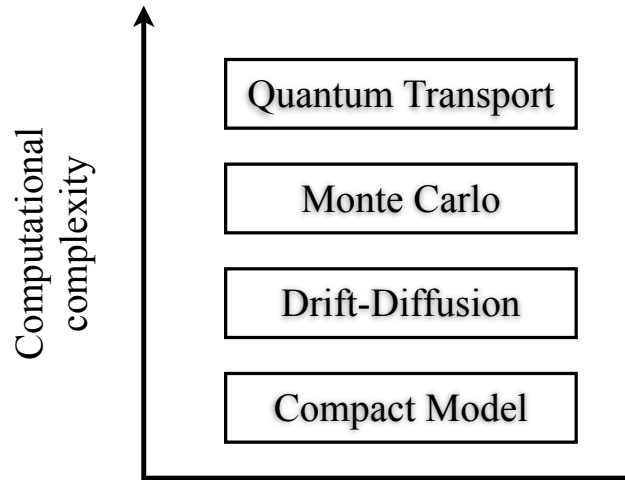 Computational
complexity
Quantum Transport
Monte Carlo
Drift-Diffusion
Compact Model